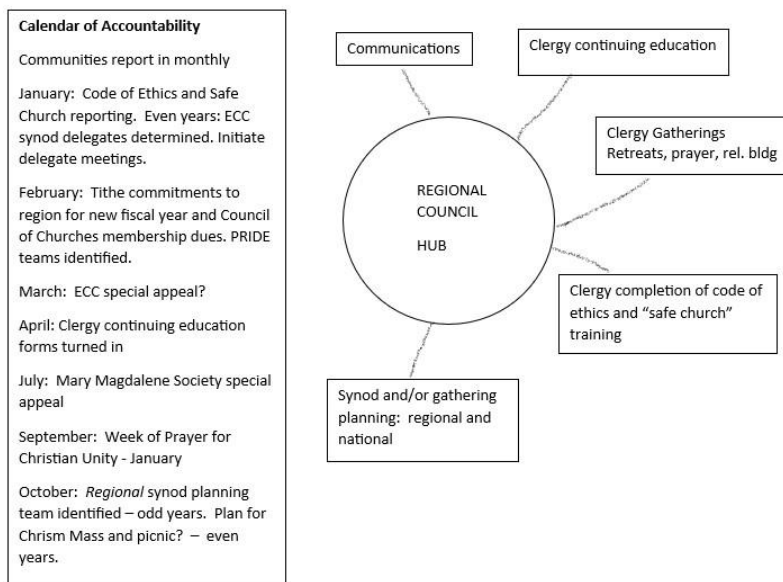 Calendar of Accountability
Communities report in monthly
January:  Code of Ethics and Safe
Church reporting.  Even years: ECC
synod delegates determined. Initiate
delegate meetings.
February:  Tithe commitments to
region for new fiscal year and Council
of Churches membership dues. PRIDE
teams identified.
March:  ECC special appeal?
April: Clergy continuing education
forms turned in
July:  Mary Magdalene Society special
appeal
September:  Week of Prayer for
Christian Unity - January
October:  Regional synod planning
team identified – odd years.  Plan for
Chrism Mass and picnic?  –  even
years.
Communications
Clergy continuing education
Clergy Gatherings
Retreats, prayer, rel. bldg
REGIONAL
COUNCIL
HUB
Clergy completion of code of
ethics and “safe church”
training
Synod and/or gathering
planning:  regional and
national